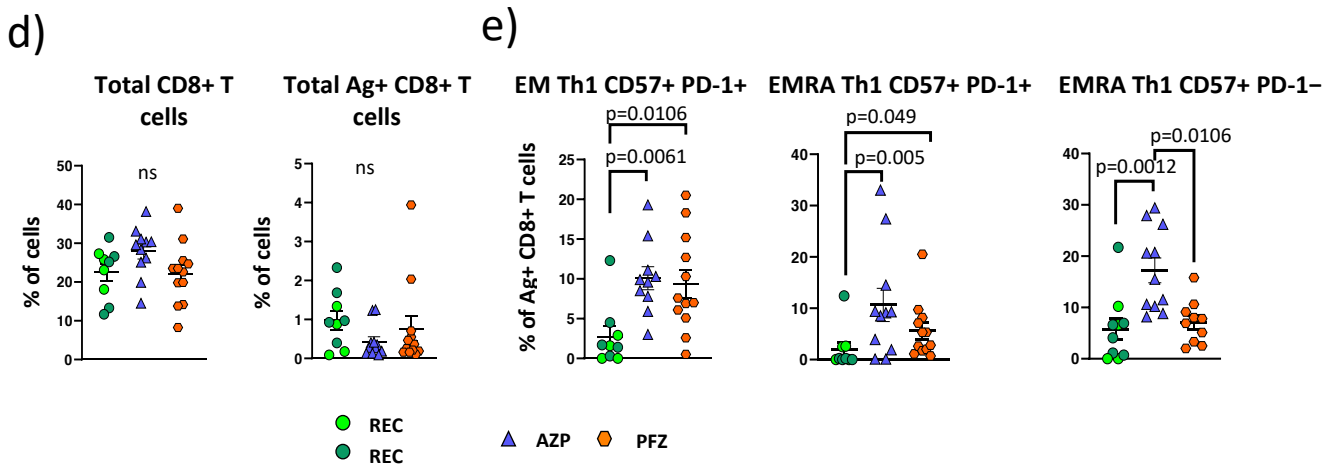 d)
e)
Total CD8+ T
cells
Total Ag+ CD8+ T
cells
EM Th1 CD57+ PD-1+
EMRA Th1 CD57+ PD-1+
EMRA Th1 CD57+ PD-1−
% of cells
50
40
30
20
10
0
ns
% of cells
5
4
3
2
1
0
ns
% of Ag+ CD8+ T cells
25
20
15
10
5
0
p=0.0106
p=0.0061
40
30
20
10
0
p=0.049
p=0.005
40
30
20
10
0
p=0.0106
p=0.0012
REC
REC
AZP
PFZ